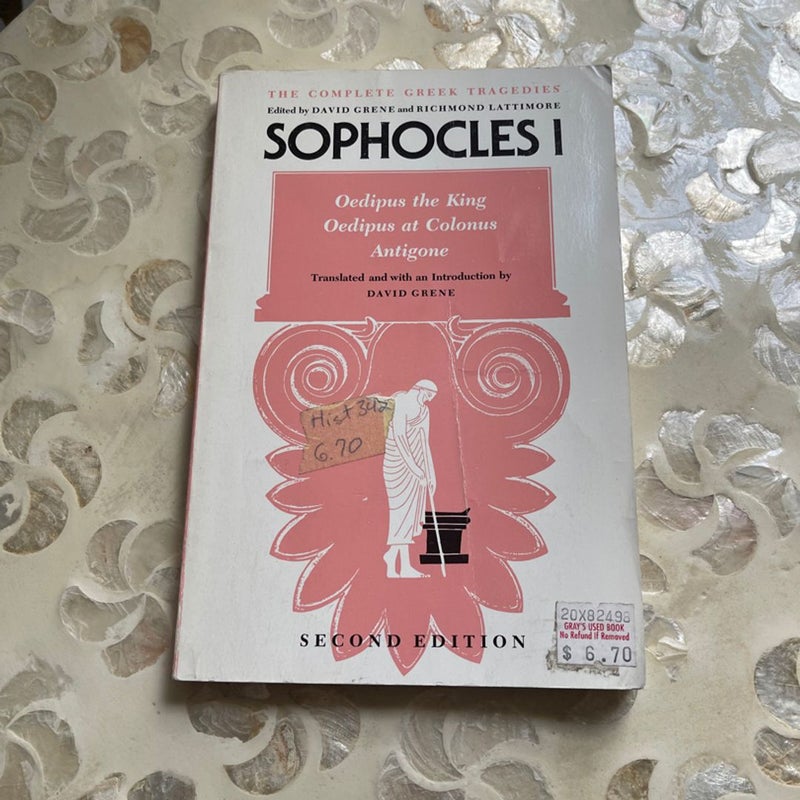 THE COMPLETE GREEK TRAGEDIES
Edited by DAVID GRENE and RICHMOND LATTIMORE
SOPHOCLES I
Oedipus the King
Oedipus at Colonus
Antigone
Translated and with an Introduction by
DAVID GRENE
Hist 342
6.70
SECOND EDITION
20X82498
GRAY'S USED BOOK
No Refund If Removed
$ 6.70